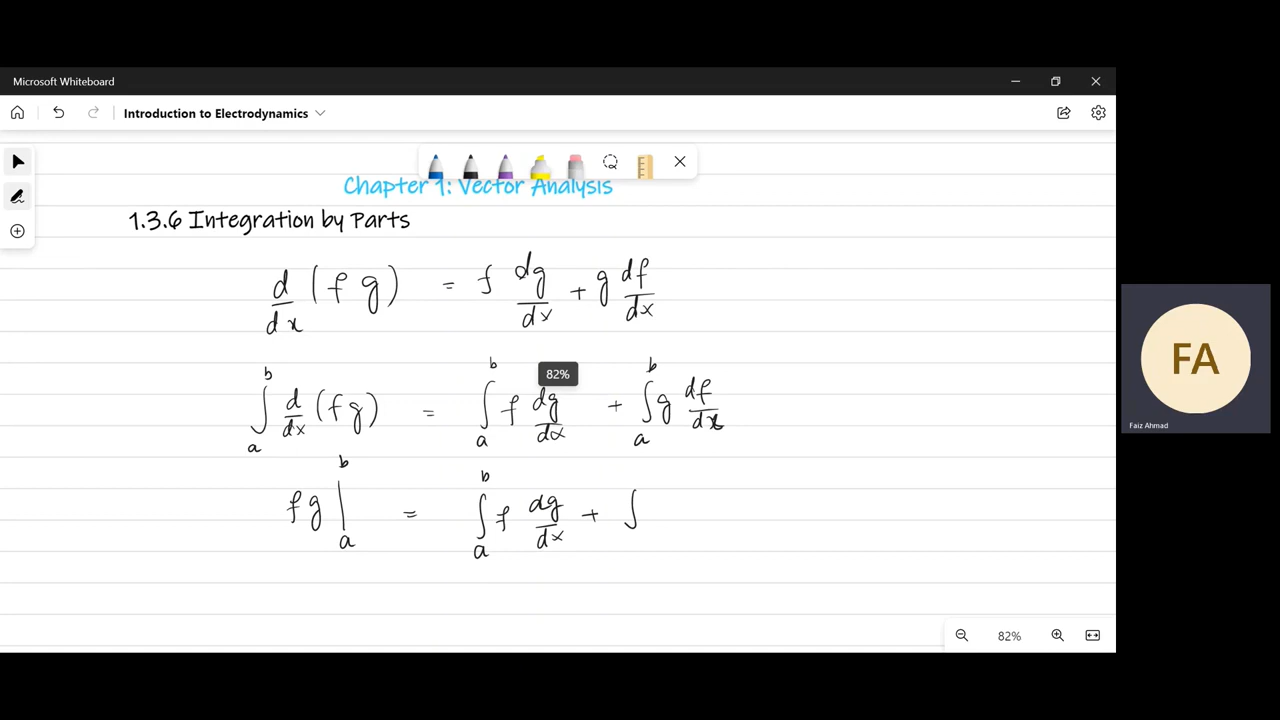 Microsoft Whiteboard
Introduction to Electrodynamics
Chapter 1: Vector Analysis
1.3.6 Integration by Parts
d/dx (fg) = f dg/dx + g df/dx
∫_a^b d/dx (fg) = ∫_a^b f dg/dx + ∫_a^b g df/dx
82%
fg |_a^b = ∫_a^b f dg/dx + ∫
82%
FA
Faiz Ahmad